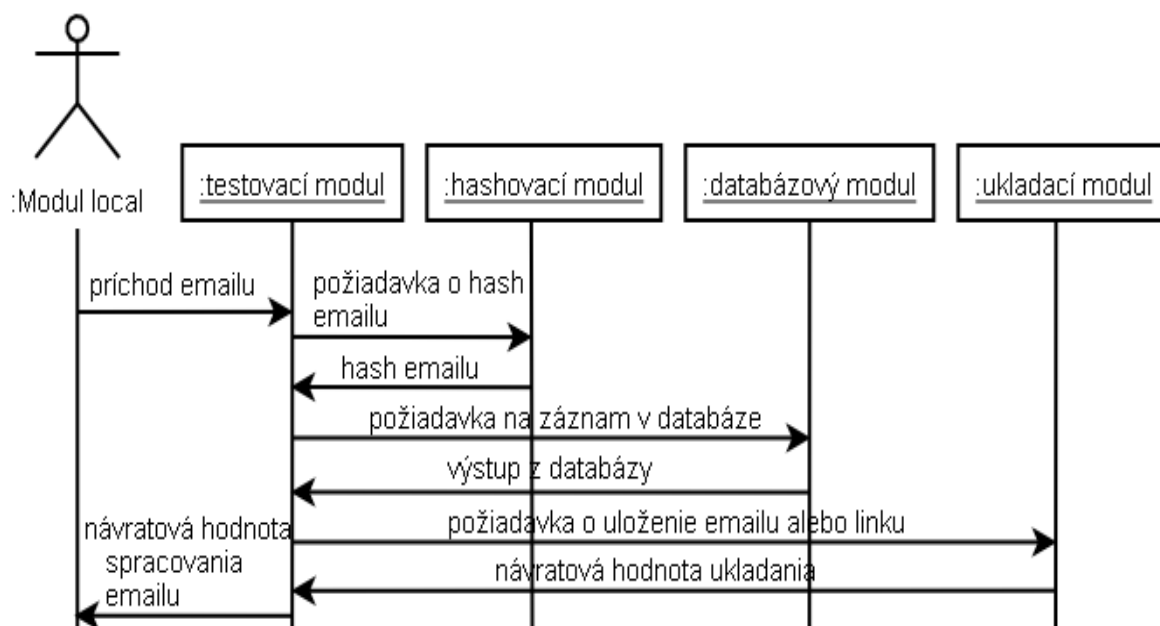 :Modul local
:testovací modul
:hashovací modul
:databázový modul
:ukladací modul
príchod emailu
požiadavka o hash
emailu
hash emailu
požiadavka na záznam v databáze
výstup z databázy
požiadavka o uloženie emailu alebo linku
návratová hodnota ukladania
návratová hodnota
spracovania
emailu